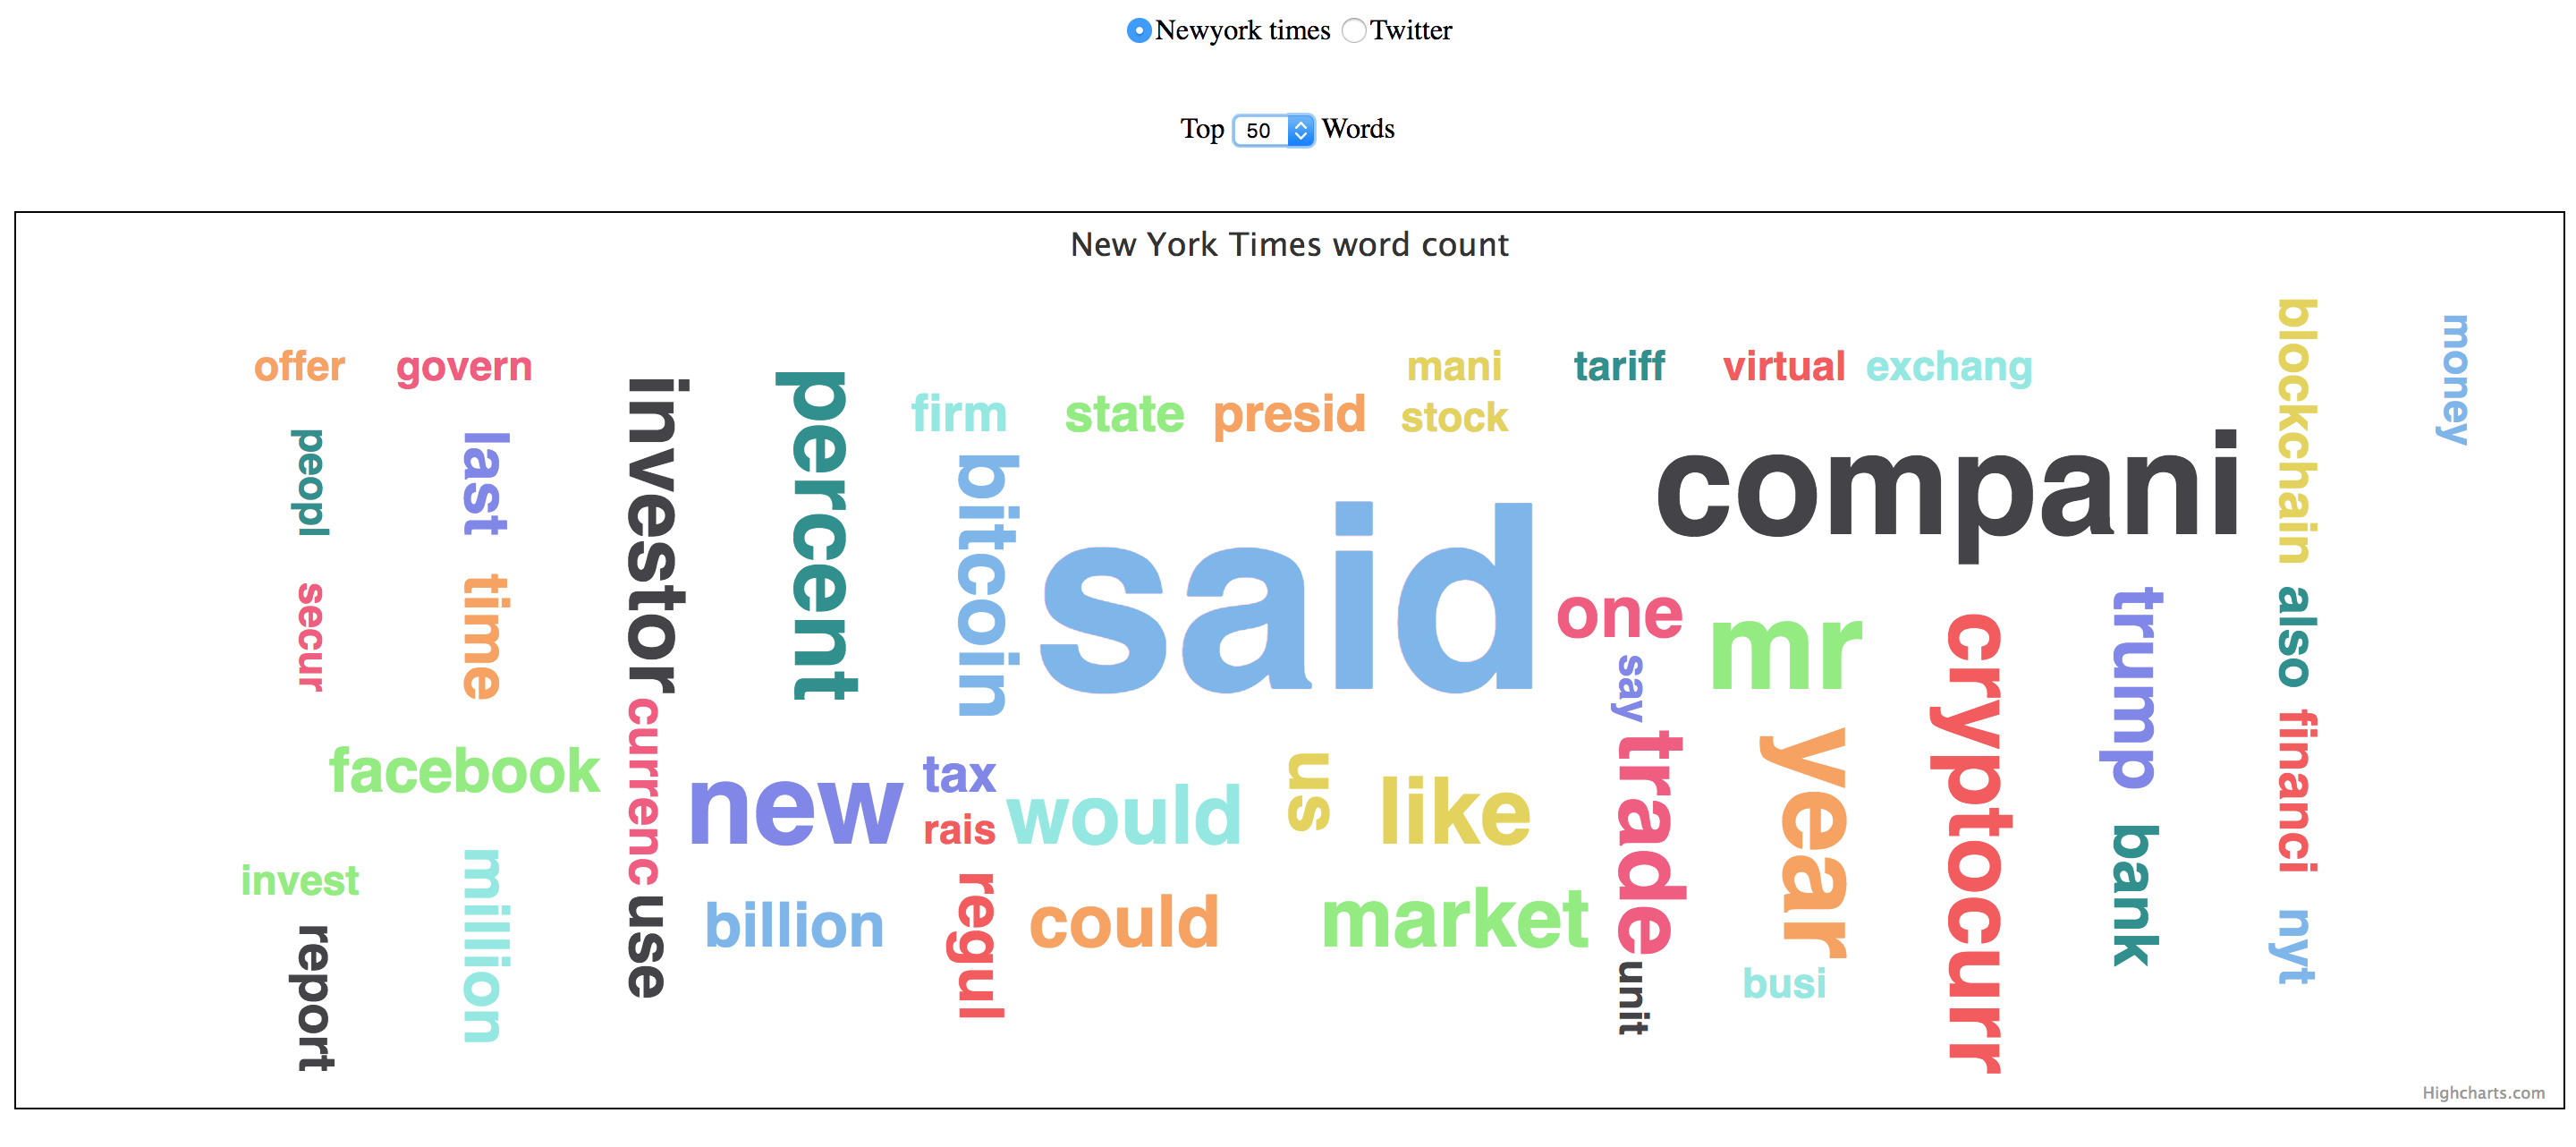 Newyork times Twitter
Top 50 Words
New York Times word count
offer govern
investor
percent
firm state presid
mani tariff virtual exchang
stock
blockchain
money
peopl
last
bitcoin
said
compani
secur
time
one
say
mr
cryptocurr
trump
also
facebook
currenc
new
tax
rais
would
us
like
trade
year
financi
invest
million
use
billion
regul
could
market
unit
busi
bank
nyt
report
Highcharts.com